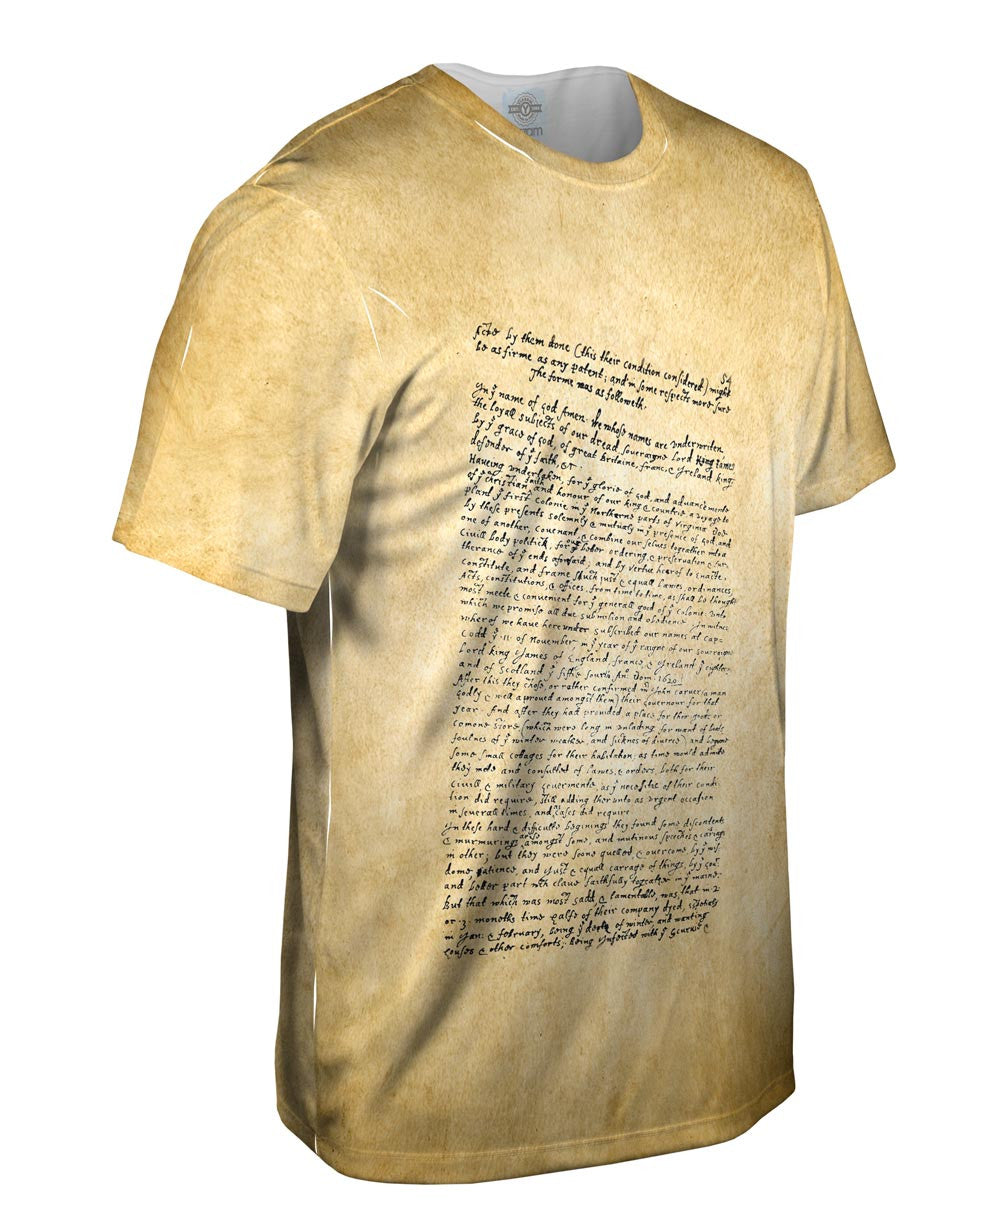 54
Acte by them done (this their condition considered) might
be as firme as any patent; and in some respects more sure
The forme was as followeth.
In yͤ name of god Amen. We whose names are underwriten,
the loyall subjects of our dread soveraigne Lord King James
by yͤ grace of god, of great Britaine, franc, & Ireland king,
defender of yͤ faith, &c
Haveing undertaken, for yͤ glorie of god, and advancemente
of yͤ christian faith and honour of our king & countrie, a voyage to
plant yͤ first colonie in yͤ Northerne parts of virginia. Doe
by these presents solemnly & mutualy in yͤ presence of god, and
one of another, covenant, & combine our selves togeather into a
civill body politick, for our better ordering, & preservation & fur-
therance of yͤ ends aforesaid; and by vertue hearof to enacte,
constitute, and frame shuch just & equall lawes, ordinances,
Acts, constitutions, & offices, from time to time, as shall be thought
most meete & convenient for yͤ generall good of yͤ colonie: unto
which we promise all due submission and obedience. In witnes
wherof we have hereunder subscribed our names at cap-
Codd yͤ .11. of November, in yͤ year of yͤ raigne of our soveraigne
Lord king James of England, france, & Ireland yͤ eighteen
and of Scotland yͤ fiftie fourth. Anᵒ: Dom. 1620.
After this they chose, or rather confirmed mʳ John carver (a man
godly & well aproved amongst them) their governour for that
year. And after they had provided a place for ther goods, or
comone store, (which were long in unlading for want of boats,
foulnes of yͤ winter weather, and sicknes of diverce) and begune
some small cottages for their habitation; as time would admitte
they mete and consulted of lawes, & orders, both for their
civill, & military govermente, as yͤ necessitie of their condi-
tion did require, still adding therunto as urgent occasion
in severall times, and as cases did require.
In these hard & difficulte beginings they found some discontents
& murmurings arise amongst some, and mutinous speeches & carriags
in other; but they were soone quelled, & overcome, by yͤ wis-
dome, patience, and just & equall carrage of things, by yͤ Govʳ
and better part wᶜʰ clave faithfully togeather in yͤ maine.
But that which was most sadd, & lamentable, was, that in 2.
or .3. moneths time halfe of their company dyed, espetialy
in Jan: & february, being yͤ depth of winter, and wanting
houses & other comforts; being Infected with yͤ Scurvie &